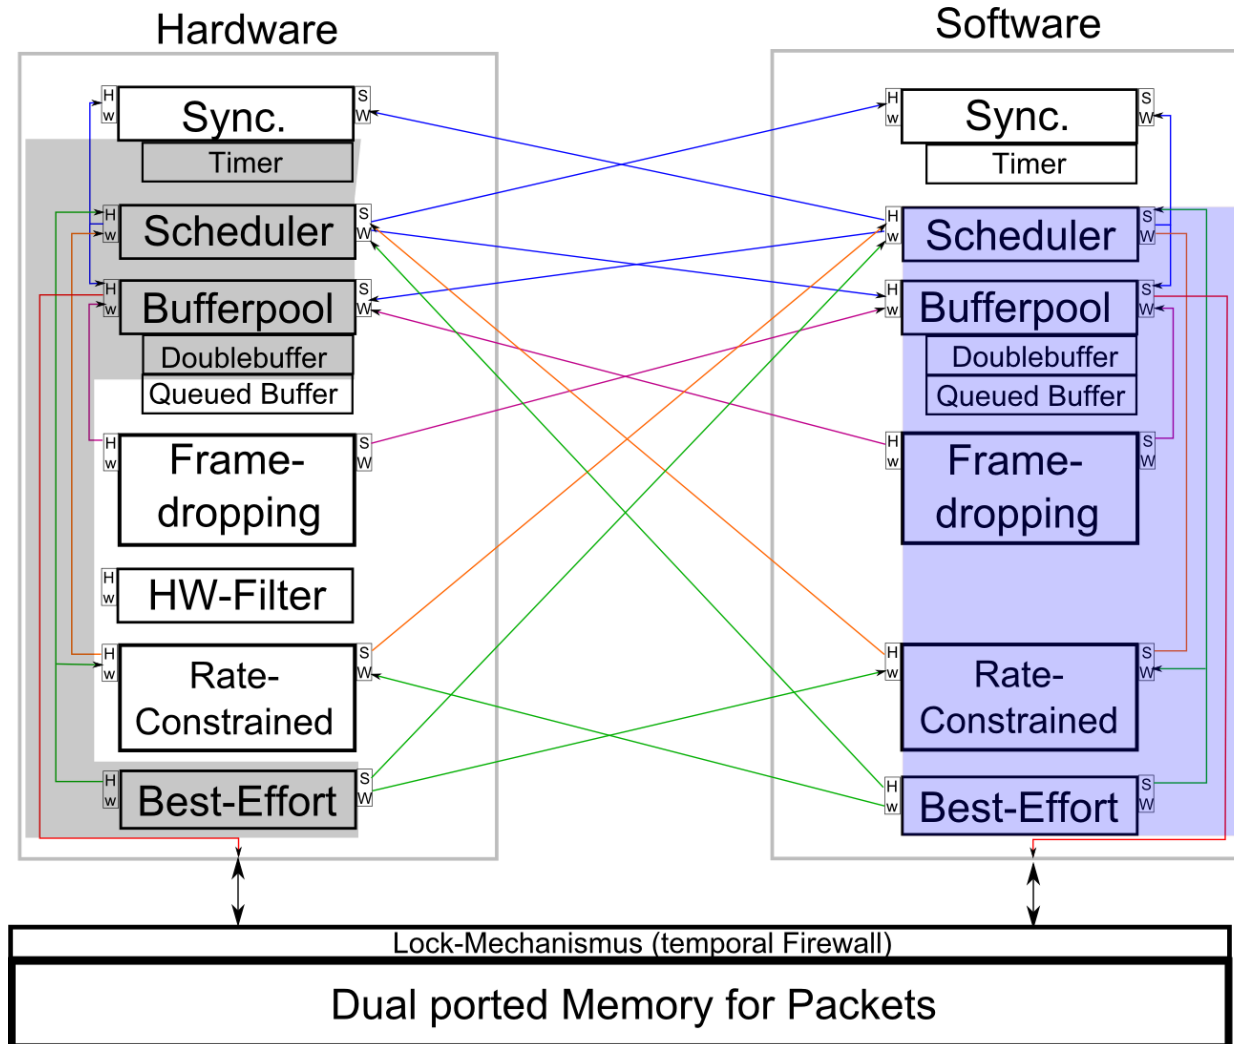 Hardware
H
w
Sync.
S
W
Timer
H
w
Scheduler
S
W
H
w
Bufferpool
S
W
Doublebuffer
Queued Buffer
H
w
Frame-
dropping
S
W
H
w
HW-Filter
H
w
Rate-
Constrained
S
W
H
w
Best-Effort
S
W
Software
H
w
Sync.
S
W
Timer
H
w
Scheduler
S
W
H
w
Bufferpool
S
W
Doublebuffer
Queued Buffer
H
w
Frame-
dropping
S
W
H
w
Rate-
Constrained
S
W
H
w
Best-Effort
S
W
Lock-Mechanismus (temporal Firewall)
Dual ported Memory for Packets